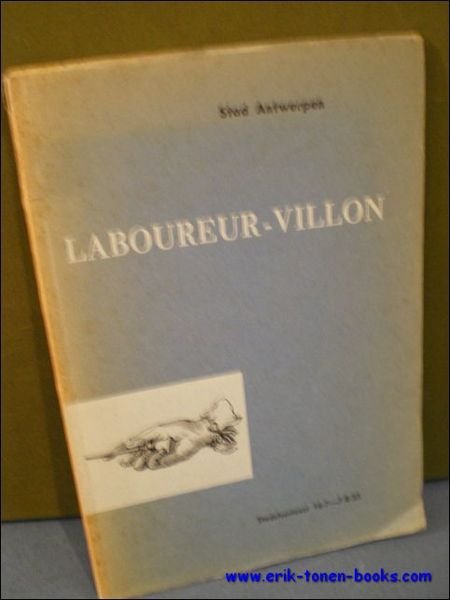 Stad Antwerpen
LABOUREUR-VILLON
www.erik-tonen-books.com